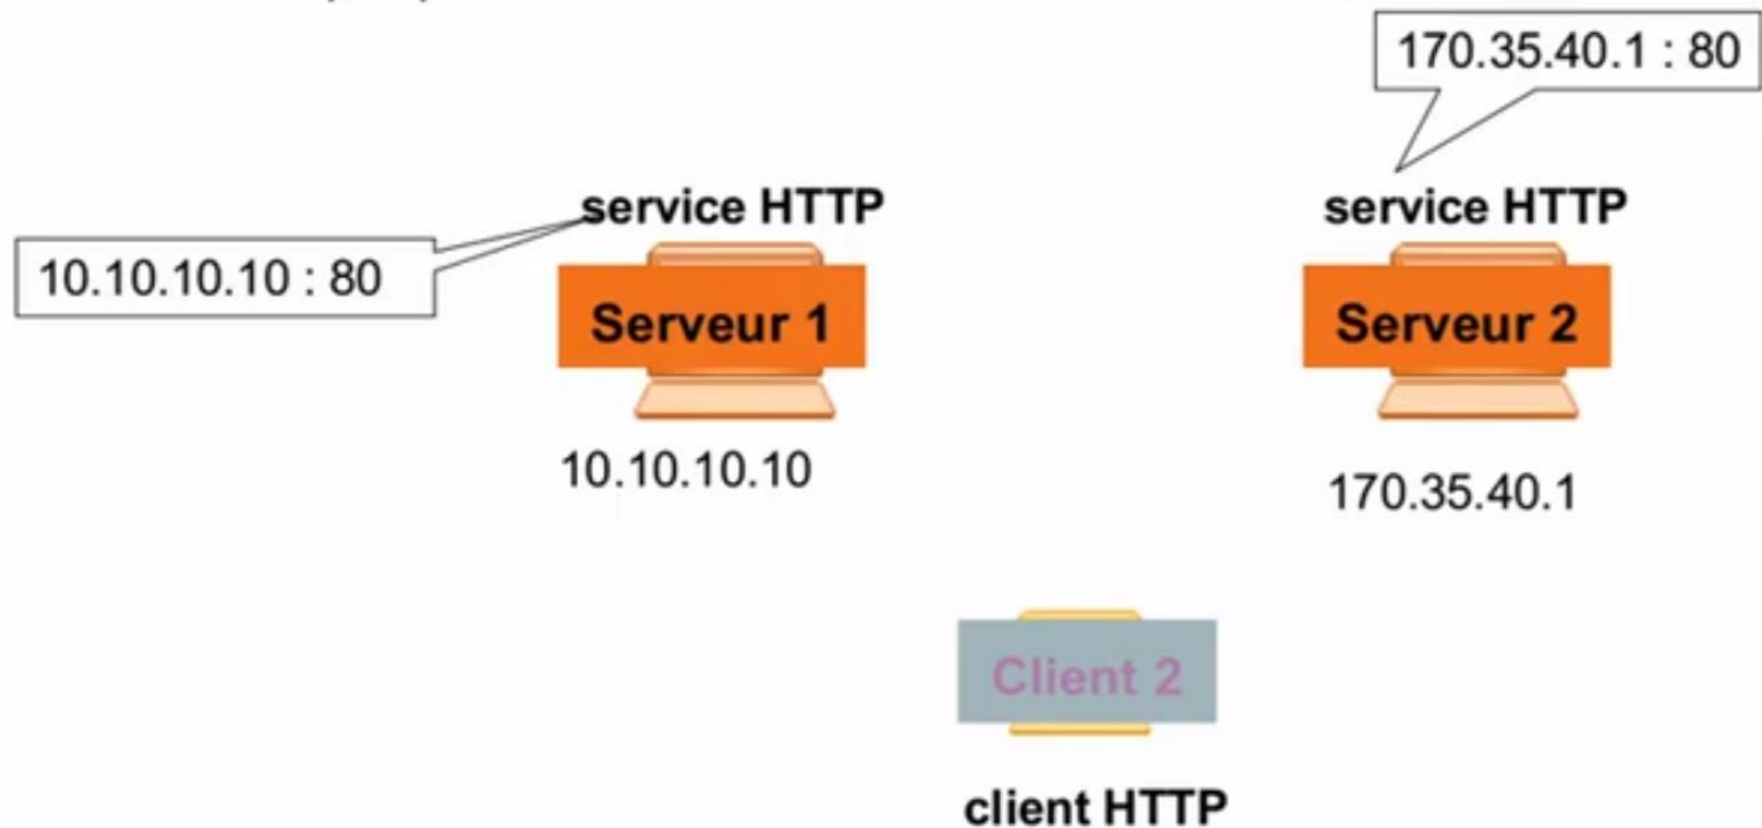 170.35.40.1 : 80
service HTTP
service HTTP
10.10.10.10 : 80
Serveur 1
Serveur 2
10.10.10.10
170.35.40.1
Client 2
client HTTP